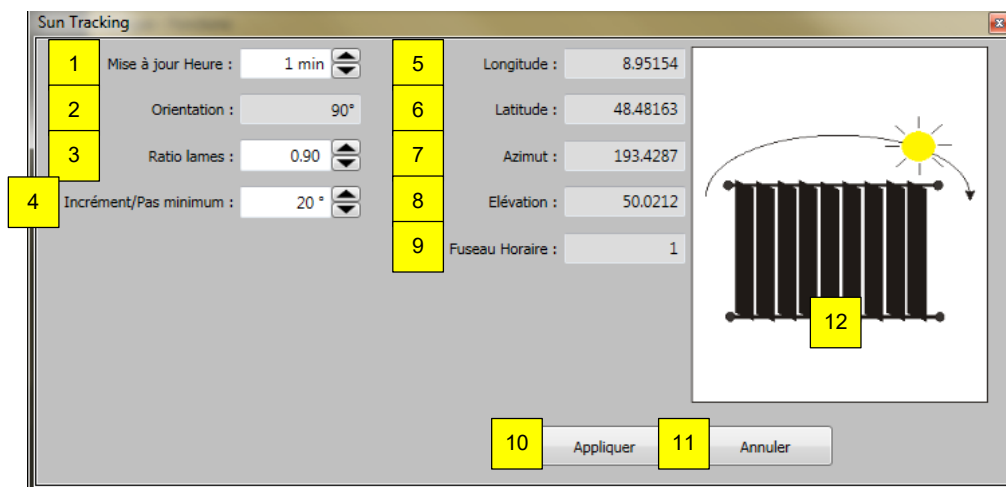 Sun Tracking
1 Mise à jour Heure : 1 min 5 Longitude : 8.95154
2 Orientation : 90° 6 Latitude : 48.48163
3 Ratio lames : 0.90 7 Azimut : 193.4287
4 Incrément/Pas minimum : 20 ° 8 Elévation : 50.0212
9 Fuseau Horaire : 1
12
10 Appliquer 11 Annuler